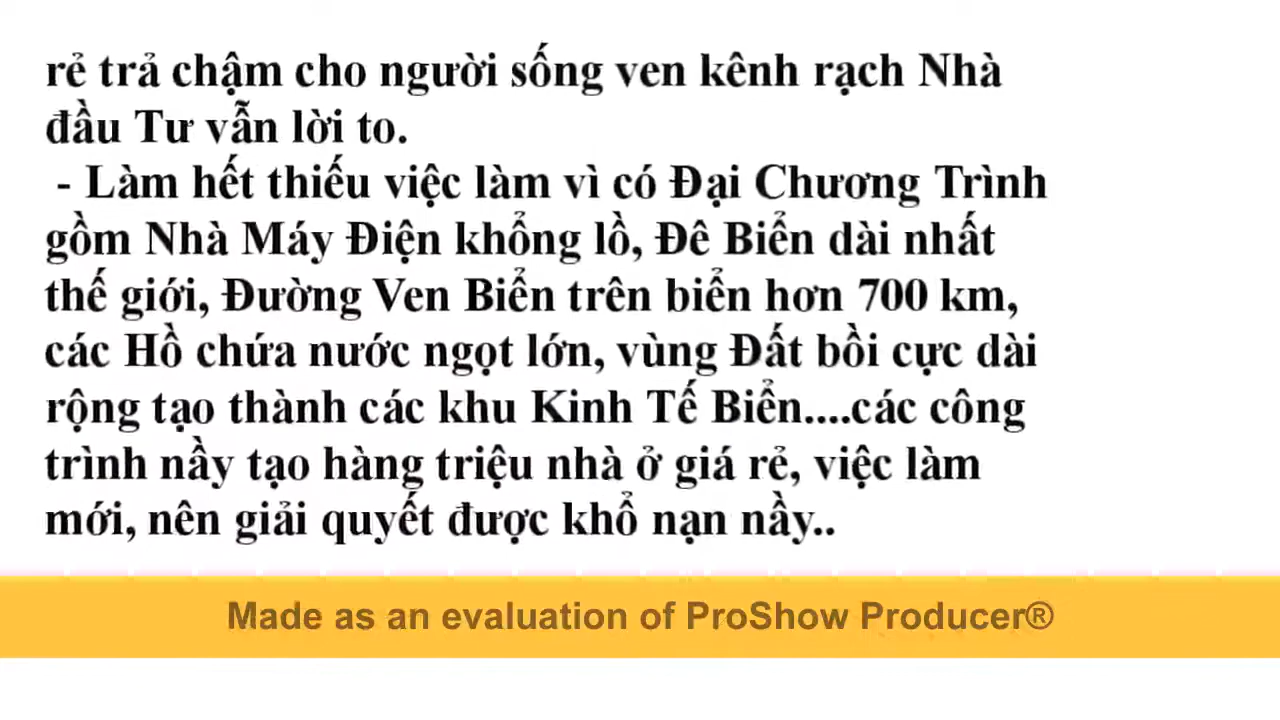 rẻ trả chậm cho người sống ven kênh rạch Nhà
đầu Tư vẫn lời to.
- Làm hết thiếu việc làm vì có Đại Chương Trình
gồm Nhà Máy Điện khổng lồ, Đê Biển dài nhất
thế giới, Đường Ven Biển trên biển hơn 700 km,
các Hồ chứa nước ngọt lớn, vùng Đất bồi cực dài
rộng tạo thành các khu Kinh Tế Biển....các công
trình nầy tạo hàng triệu nhà ở giá rẻ, việc làm
mới, nên giải quyết được khổ nạn nầy..
Made as an evaluation of ProShow Producer®